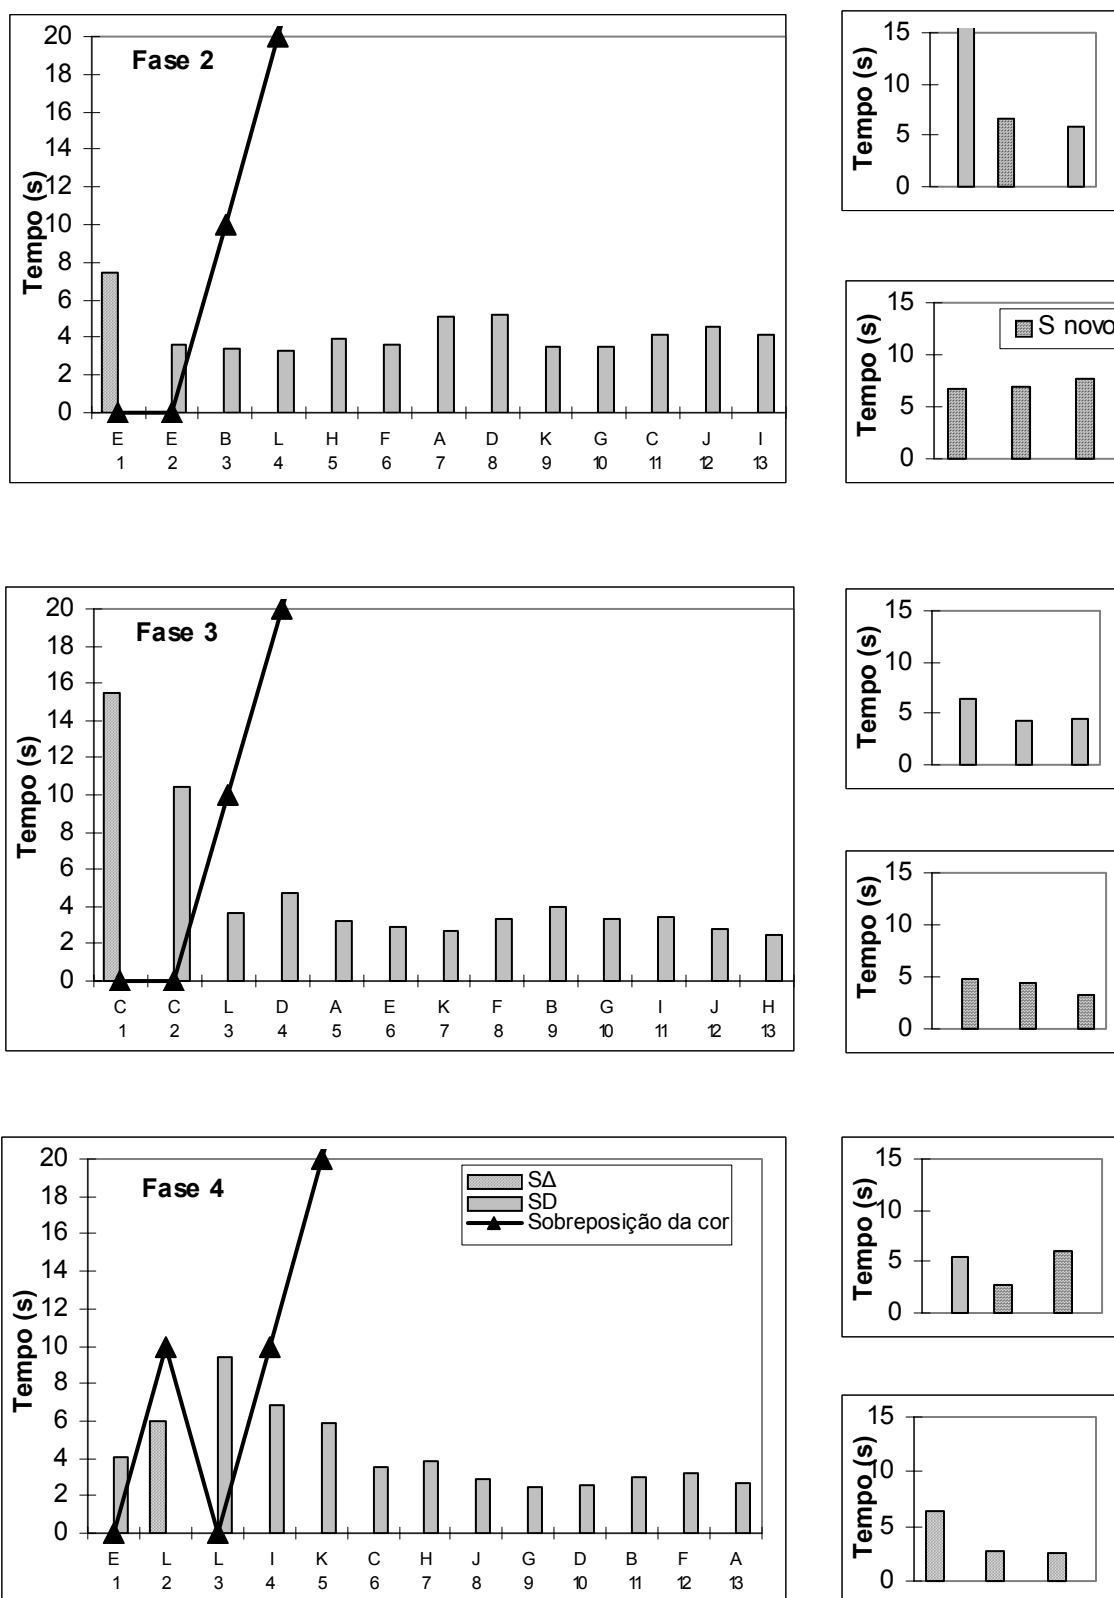 Fase 2
Tempo (s)
20
18
16
14
12
10
8
6
4
2
0
E B L H F A D K G C J I
E
1 2 3 4 5 6 7 8 9 10 11 12 13
Tempo (s)
15
10
5
0
Tempo (s)
15
10
5
0
S novo
Fase 3
Tempo (s)
20
18
16
14
12
10
8
6
4
2
0
C C L D A E K F B G I J H
1 2 3 4 5 6 7 8 9 10 11 12 13
Tempo (s)
15
10
5
0
Tempo (s)
15
10
5
0
Fase 4
SΔ
SD
Sobreposição da cor
Tempo (s)
20
18
16
14
12
10
8
6
4
2
0
E L L I K C H J G D B F A
1 2 3 4 5 6 7 8 9 10 11 12 13
Tempo (s)
15
10
5
0
Tempo (s)
15
10
5
0